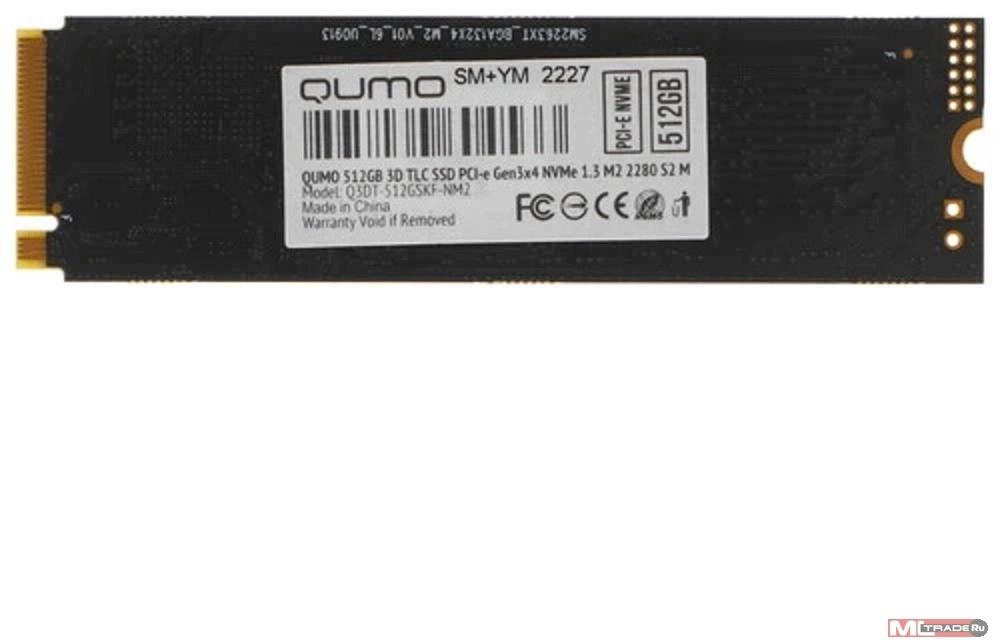 SM2263XT_BGA132X4_M2_V01_6L_U0913
QUMO SM+YM 2227
PCI-E NVME
512GB
QUMO 512GB 3D TLC SSD PCI-e Gen3x4 NVMe 1.3 M2 2280 S2 M
Model: Q3DT-512GSKF-NM2
Made in China
Warranty Void if Removed
FC CE
MTRADE.Ru